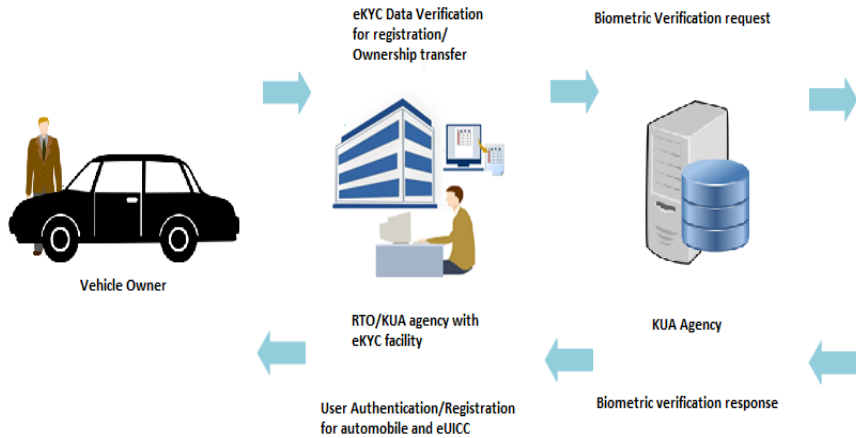 eKYC Data Verification
for registration/
Ownership transfer
Biometric Verification request
Vehicle Owner
RTO/KUA agency with
eKYC facility
KUA Agency
User Authentication/Registration
for automobile and eUICC
Biometric verification response